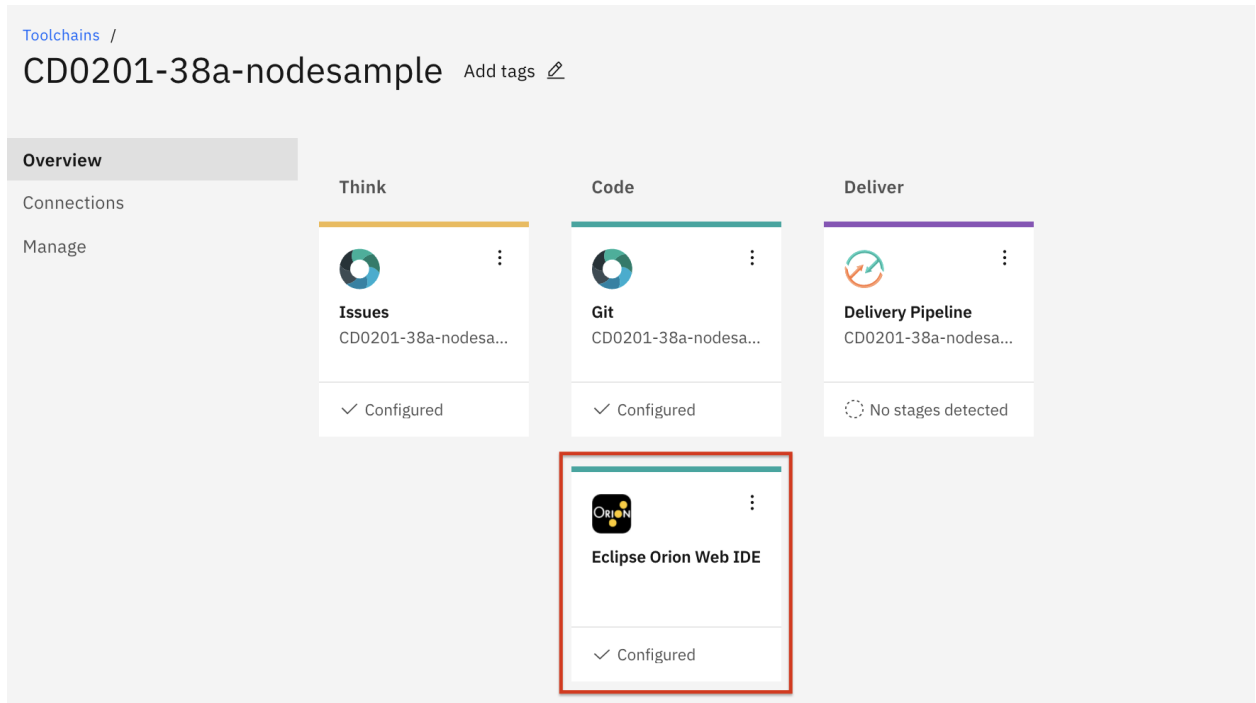 Toolchains /
CD0201-38a-nodesample Add tags
Overview
Connections
Manage
Think
Issues
CD0201-38a-nodesa...
Configured
Code
Git
CD0201-38a-nodesa...
Configured
ORION
Eclipse Orion Web IDE
Configured
Deliver
Delivery Pipeline
CD0201-38a-nodesa...
No stages detected